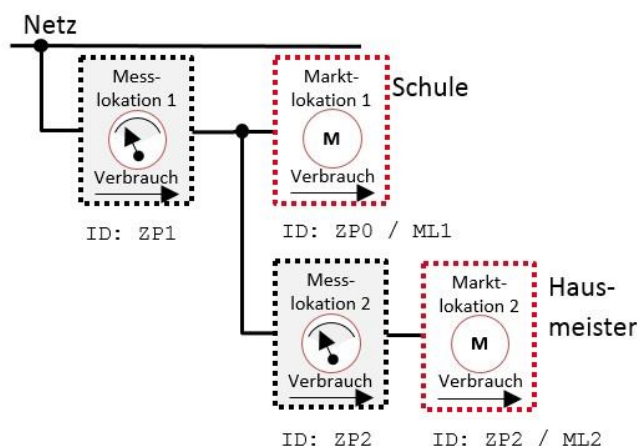 Netz
Mess-
lokation 1
Verbrauch
ID: ZP1
Markt-
lokation 1
M
Verbrauch
ID: ZP0 / ML1
Schule
Mess-
lokation 2
Verbrauch
ID: ZP2
Markt-
lokation 2
M
Verbrauch
ID: ZP2 / ML2
Haus-
meister